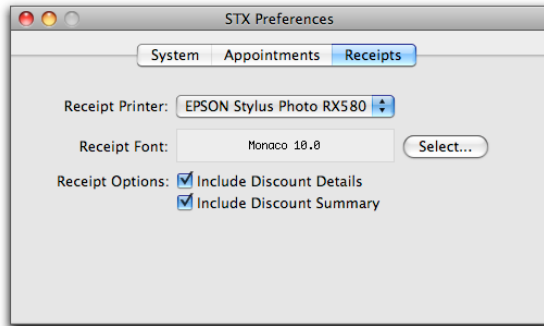 STX Preferences
System Appointments Receipts
Receipt Printer: EPSON Stylus Photo RX580
Receipt Font: Monaco 10.0 Select...
Receipt Options: Include Discount Details
Include Discount Summary